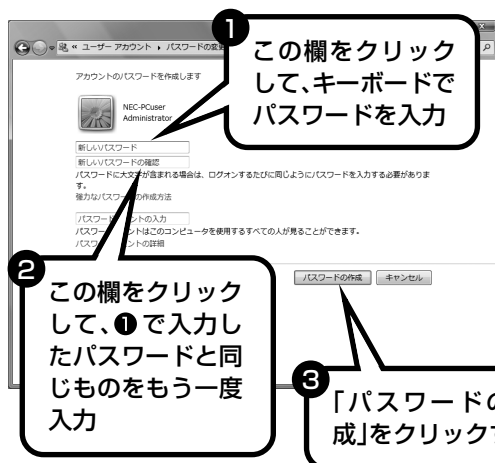 « ユーザー アカウント ▸ パスワードの変更
アカウントのパスワードを作成します
NEC-PCuser
Administrator
新しいパスワード
新しいパスワードの確認
パスワードに大文字が含まれる場合は、ログオンするたびに同じようにパスワードを入力する必要がありま
す。
強力なパスワードの作成方法
パスワード ヒントの入力
パスワード ヒントはこのコンピュータを使用するすべての人が見ることができます。
パスワード ヒントの詳細
パスワードの作成 キャンセル
❶
この欄をクリック
して、キーボードで
パスワードを入力
❷
この欄をクリック
して、❶で入力し
たパスワードと同
じものをもう一度
入力
❸
「パスワードの
成」をクリック